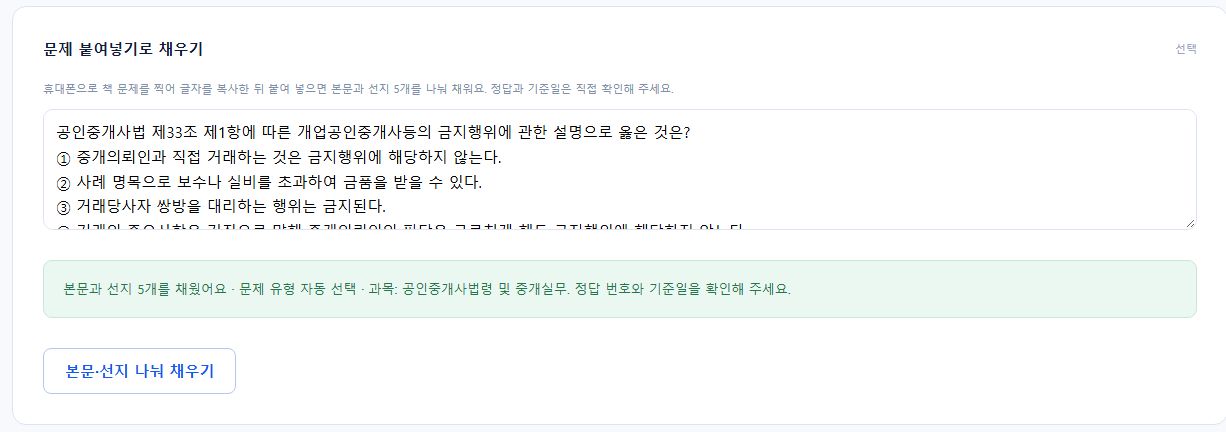 문제 붙여넣기로 채우기
선택
휴대폰으로 책 문제를 찍어 글자를 복사한 뒤 붙여 넣으면 본문과 선지 5개를 나눠 채워요. 정답과 기준일은 직접 확인해 주세요.
공인중개사법 제33조 제1항에 따른 개업공인중개사등의 금지행위에 관한 설명으로 옳은 것은?
① 중개의뢰인과 직접 거래하는 것은 금지행위에 해당하지 않는다.
② 사례 명목으로 보수나 실비를 초과하여 금품을 받을 수 있다.
③ 거래당사자 쌍방을 대리하는 행위는 금지된다.
본문과 선지 5개를 채웠어요 · 문제 유형 자동 선택 · 과목: 공인중개사법령 및 중개실무. 정답 번호와 기준일을 확인해 주세요.
본문·선지 나눠 채우기